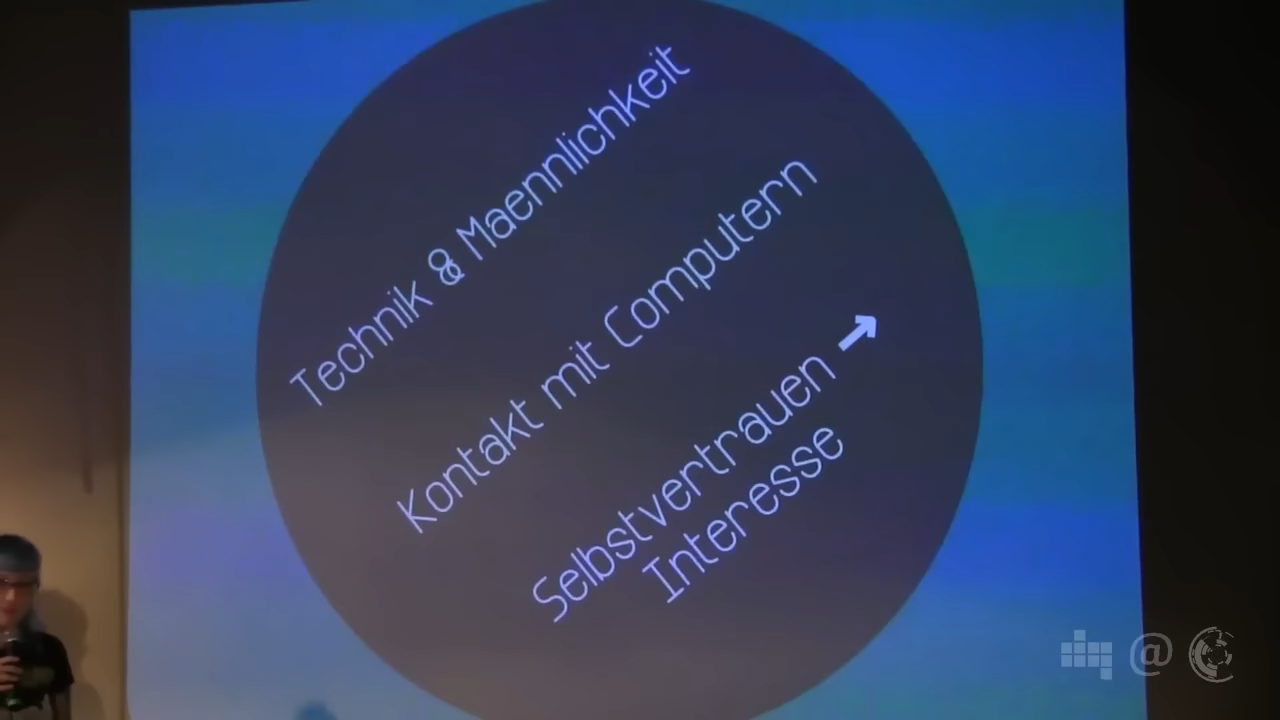 Technik & Maennlichkeit
Kontakt mit Computern
Selbstvertrauen ➞
Interesse
@